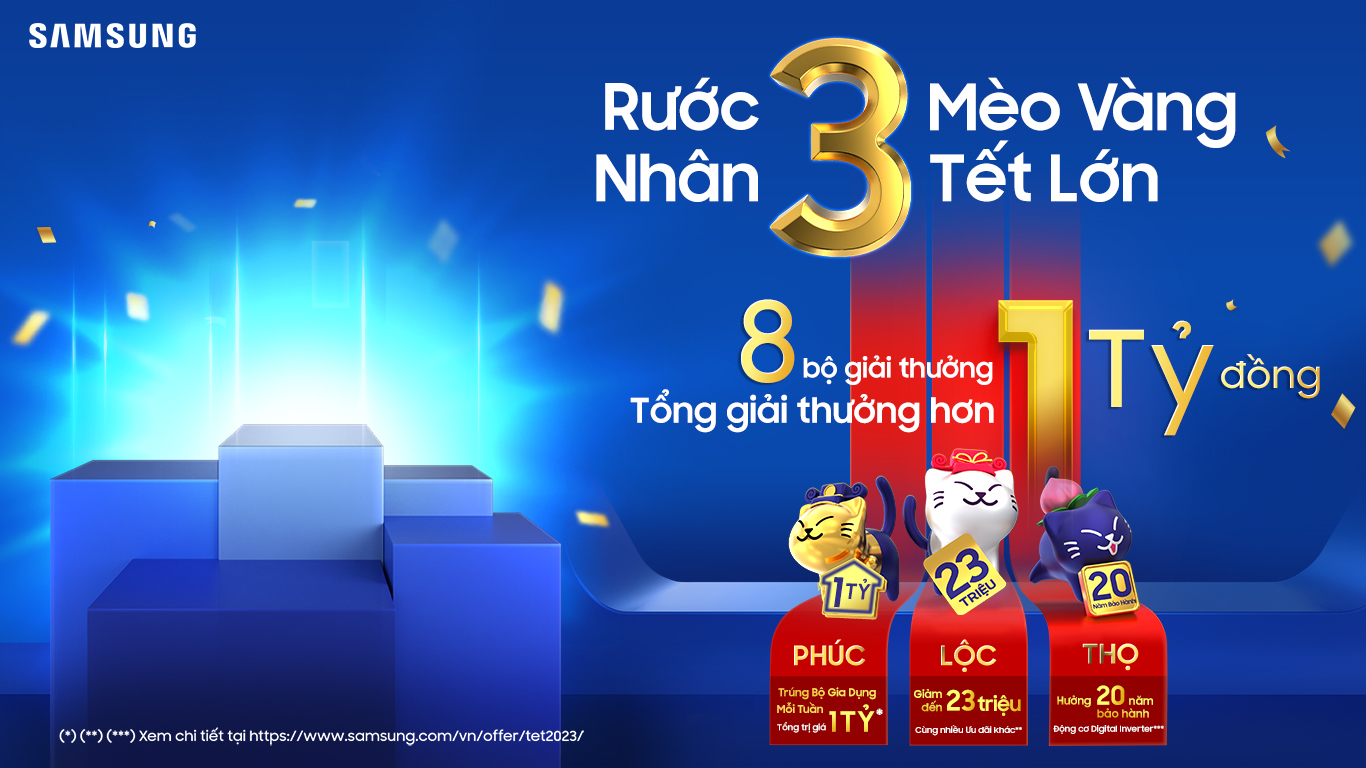 SAMSUNG
Rước 3 Mèo Vàng
Nhân Tết Lớn
8 bộ giải thưởng
Tổng giải thưởng hơn 1 Tỷ đồng
1 TỶ
23
TRIỆU
20
Năm Bảo Hành
PHÚC
Trúng Bộ Gia Dụng
Mỗi Tuần
Tổng trị giá 1 TỶ*
LỘC
Giảm
đến 23 triệu
Cùng nhiều Ưu đãi khác**
THỌ
Hưởng 20 năm
bảo hành
Động cơ Digital Inverter***
(*) (**) (***) Xem chi tiết tại https://www.samsung.com/vn/offer/tet2023/